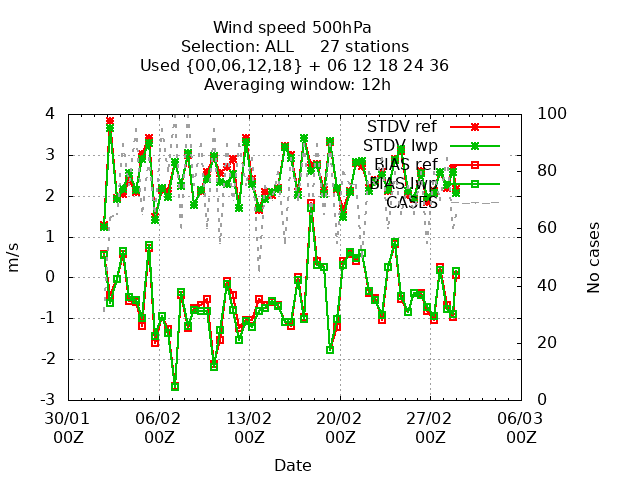 Wind speed 500hPa
Selection: ALL 27 stations
Used {00,06,12,18} + 06 12 18 24 36
Averaging window: 12h
4
3
2
1
0
-1
-2
-3
m/s
100
80
60
40
20
0
No cases
STDV ref
STDV lwp
BIAS ref
BIAS lwp
CASES
30/01 06/02 13/02 20/02 27/02 06/03
00Z 00Z 00Z 00Z 00Z 00Z
Date